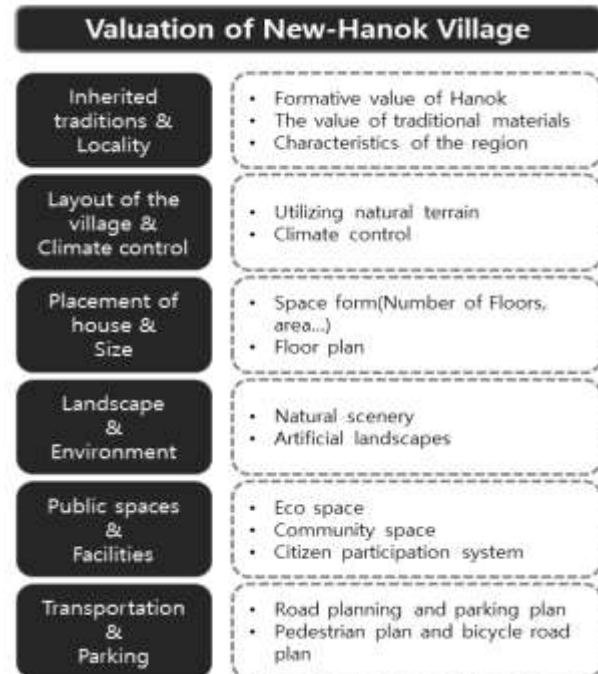 Valuation of New-Hanok Village
Inherited
traditions &
Locality
• Formative value of Hanok
• The value of traditional materials
• Characteristics of the region
Layout of the
village &
Climate control
• Utilizing natural terrain
• Climate control
Placement of
house &
Size
• Space form(Number of Floors,
area...)
• Floor plan
Landscape
&
Environment
• Natural scenery
• Artificial landscapes
Public spaces
&
Facilities
• Eco space
• Community space
• Citizen participation system
Transportation
&
Parking
• Road planning and parking plan
• Pedestrian plan and bicycle road
plan